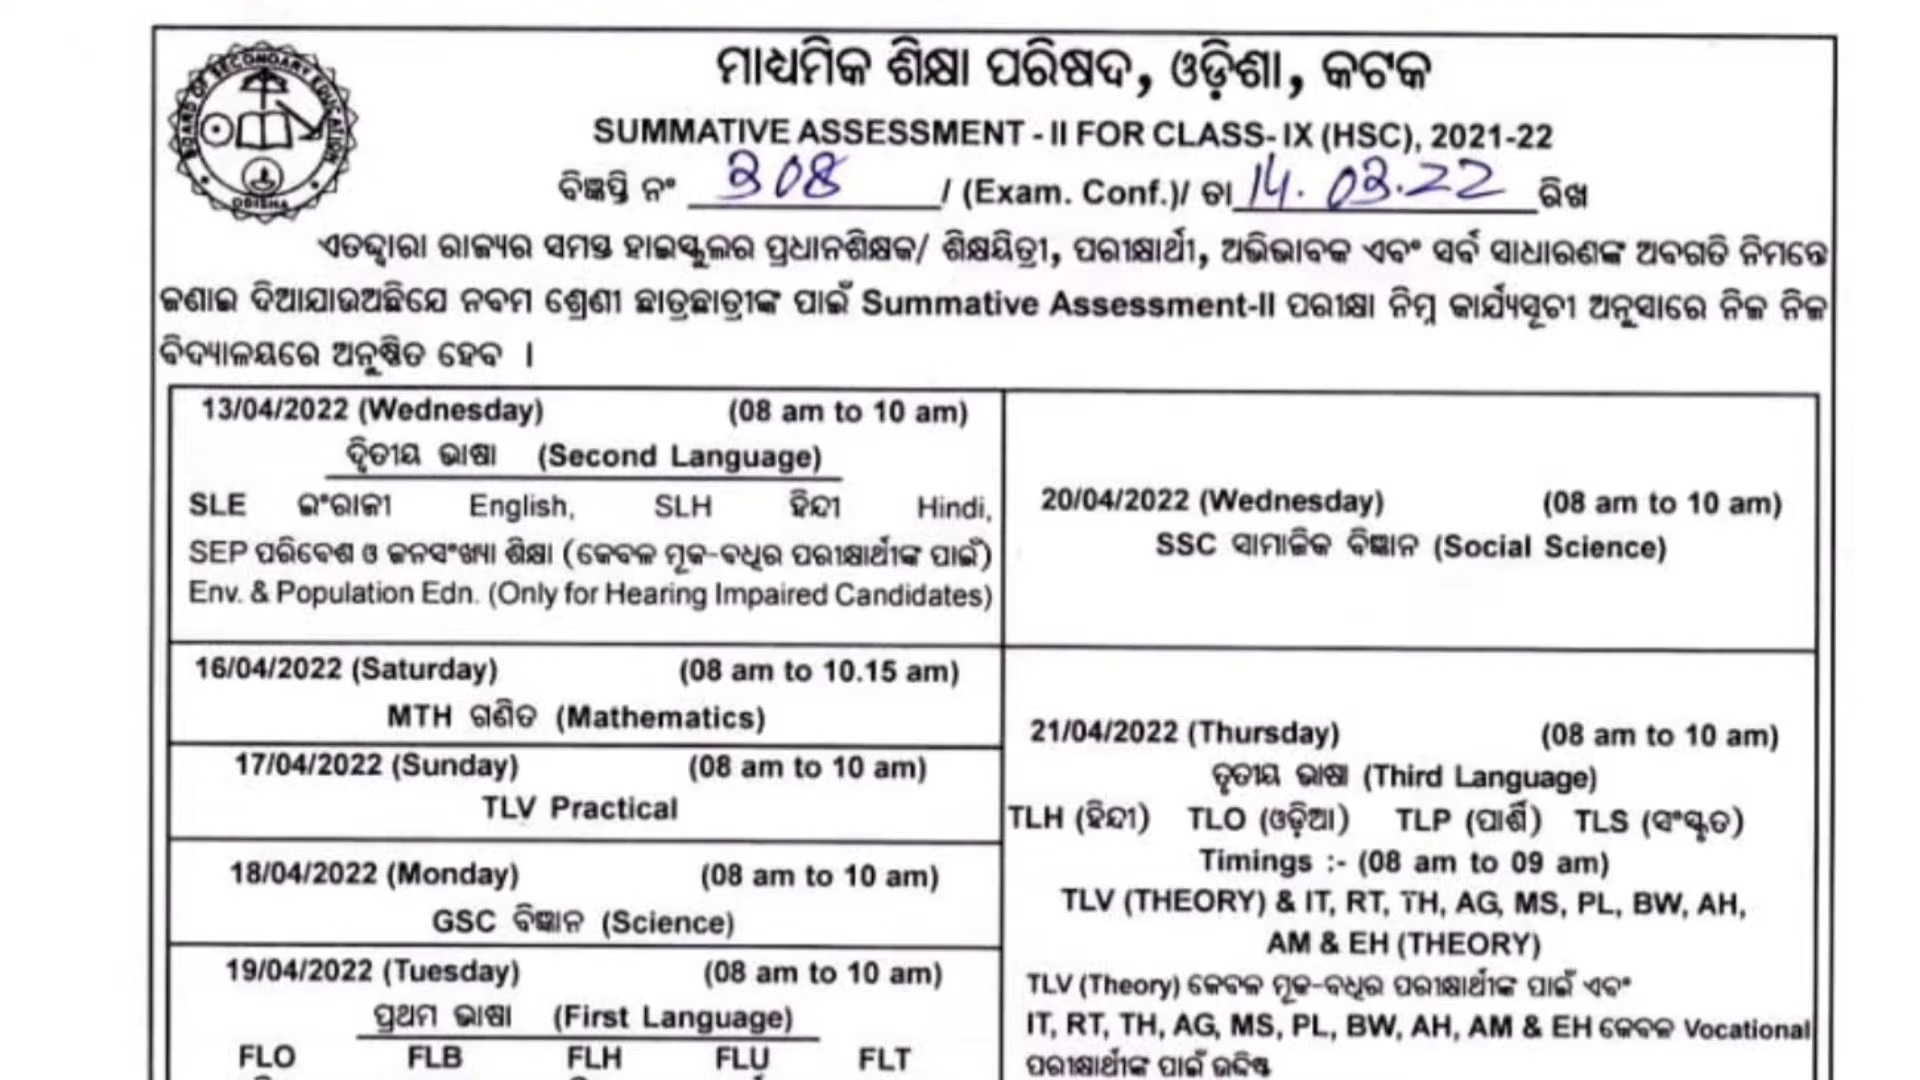 BOARD OF SECONDARY EDUCATION
ODISHA
ମାଧ୍ୟମିକ ଶିକ୍ଷା ପରିଷଦ, ଓଡ଼ିଶା, କଟକ
SUMMATIVE ASSESSMENT - II FOR CLASS- IX (HSC), 2021-22
ବିଜ୍ଞପ୍ତି ନଂ 308 / (Exam. Conf.)/ ତା 14.03.22 ରିଖ
ଏତଦ୍ଦ୍ୱାରା ରାଜ୍ୟର ସମସ୍ତ ହାଇସ୍କୁଲର ପ୍ରଧାନଶିକ୍ଷକ/ ଶିକ୍ଷୟିତ୍ରୀ, ପରୀକ୍ଷାର୍ଥୀ, ଅଭିଭାବକ ଏବଂ ସର୍ବ ସାଧାରଣଙ୍କ ଅବଗତି ନିମନ୍ତେ
ଜଣାଇ ଦିଆଯାଉଅଛିଯେ ନବମ ଶ୍ରେଣୀ ଛାତ୍ରଛାତ୍ରୀଙ୍କ ପାଇଁ Summative Assessment-II ପରୀକ୍ଷା ନିମ୍ନ କାର୍ଯ୍ୟସୂଚୀ ଅନୁସାରେ ନିଜ ନିଜ
ବିଦ୍ୟାଳୟରେ ଅନୁଷ୍ଠିତ ହେବ ।
13/04/2022 (Wednesday) (08 am to 10 am)
ଦ୍ୱିତୀୟ ଭାଷା (Second Language)
SLE ଇଂରାଜୀ English, SLH ହିନ୍ଦୀ Hindi,
SEP ପରିବେଶ ଓ ଜନସଂଖ୍ୟା ଶିକ୍ଷା (କେବଳ ମୂକ-ବଧିର ପରୀକ୍ଷାର୍ଥୀଙ୍କ ପାଇଁ)
Env. & Population Edn. (Only for Hearing Impaired Candidates)
16/04/2022 (Saturday) (08 am to 10.15 am)
MTH ଗଣିତ (Mathematics)
17/04/2022 (Sunday) (08 am to 10 am)
TLV Practical
18/04/2022 (Monday) (08 am to 10 am)
GSC ବିଜ୍ଞାନ (Science)
19/04/2022 (Tuesday) (08 am to 10 am)
ପ୍ରଥମ ଭାଷା (First Language)
FLO FLB FLH FLU FLT
20/04/2022 (Wednesday) (08 am to 10 am)
SSC ସାମାଜିକ ବିଜ୍ଞାନ (Social Science)
21/04/2022 (Thursday) (08 am to 10 am)
ତୃତୀୟ ଭାଷା (Third Language)
TLH (ହିନ୍ଦୀ) TLO (ଓଡ଼ିଆ) TLP (ପାର୍ଶି) TLS (ସଂସ୍କୃତ)
Timings :- (08 am to 09 am)
TLV (THEORY) & IT, RT, TH, AG, MS, PL, BW, AH,
AM & EH (THEORY)
TLV (Theory) କେବଳ ମୂକ-ବଧିର ପରୀକ୍ଷାର୍ଥୀଙ୍କ ପାଇଁ ଏବଂ
IT, RT, TH, AG, MS, PL, BW, AH, AM & EH କେବଳ Vocational
ପରୀକ୍ଷାର୍ଥୀଙ୍କ ପାଇଁ ଉଦ୍ଦିଷ୍ଟ